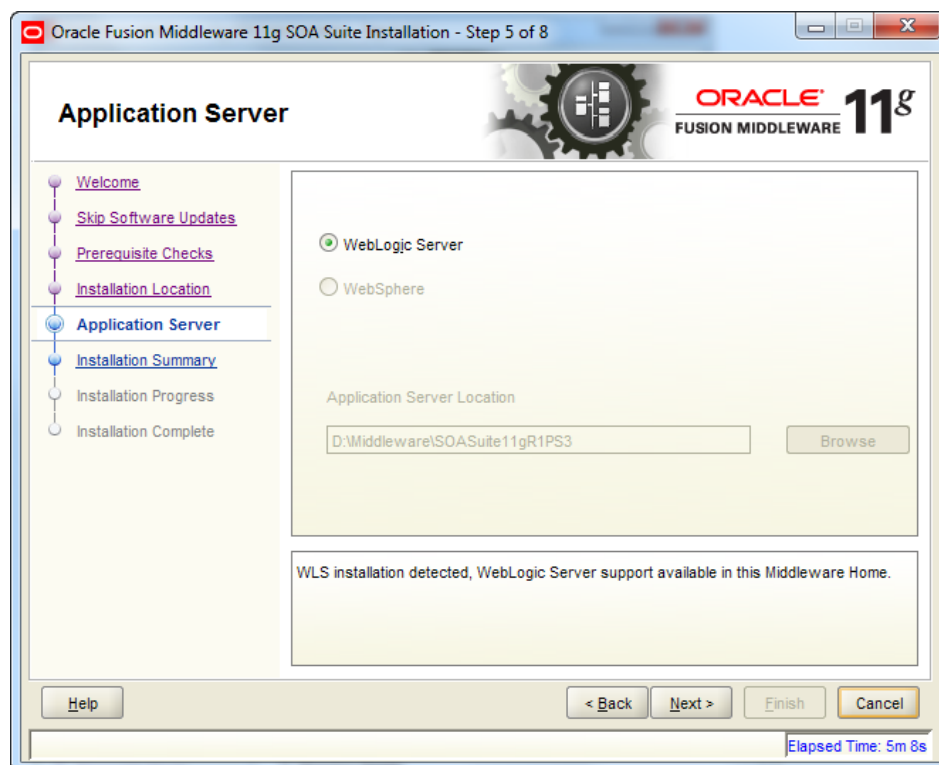 Oracle Fusion Middleware 11g SOA Suite Installation - Step 5 of 8
Application Server
ORACLE
FUSION MIDDLEWARE 11g
Welcome
Skip Software Updates
Prerequisite Checks
Installation Location
Application Server
Installation Summary
Installation Progress
Installation Complete
WebLogic Server
WebSphere
Application Server Location
D:\Middleware\SOASuite11gR1PS3
Browse
WLS installation detected, WebLogic Server support available in this Middleware Home.
Help
< Back
Next >
Finish
Cancel
Elapsed Time: 5m 8s